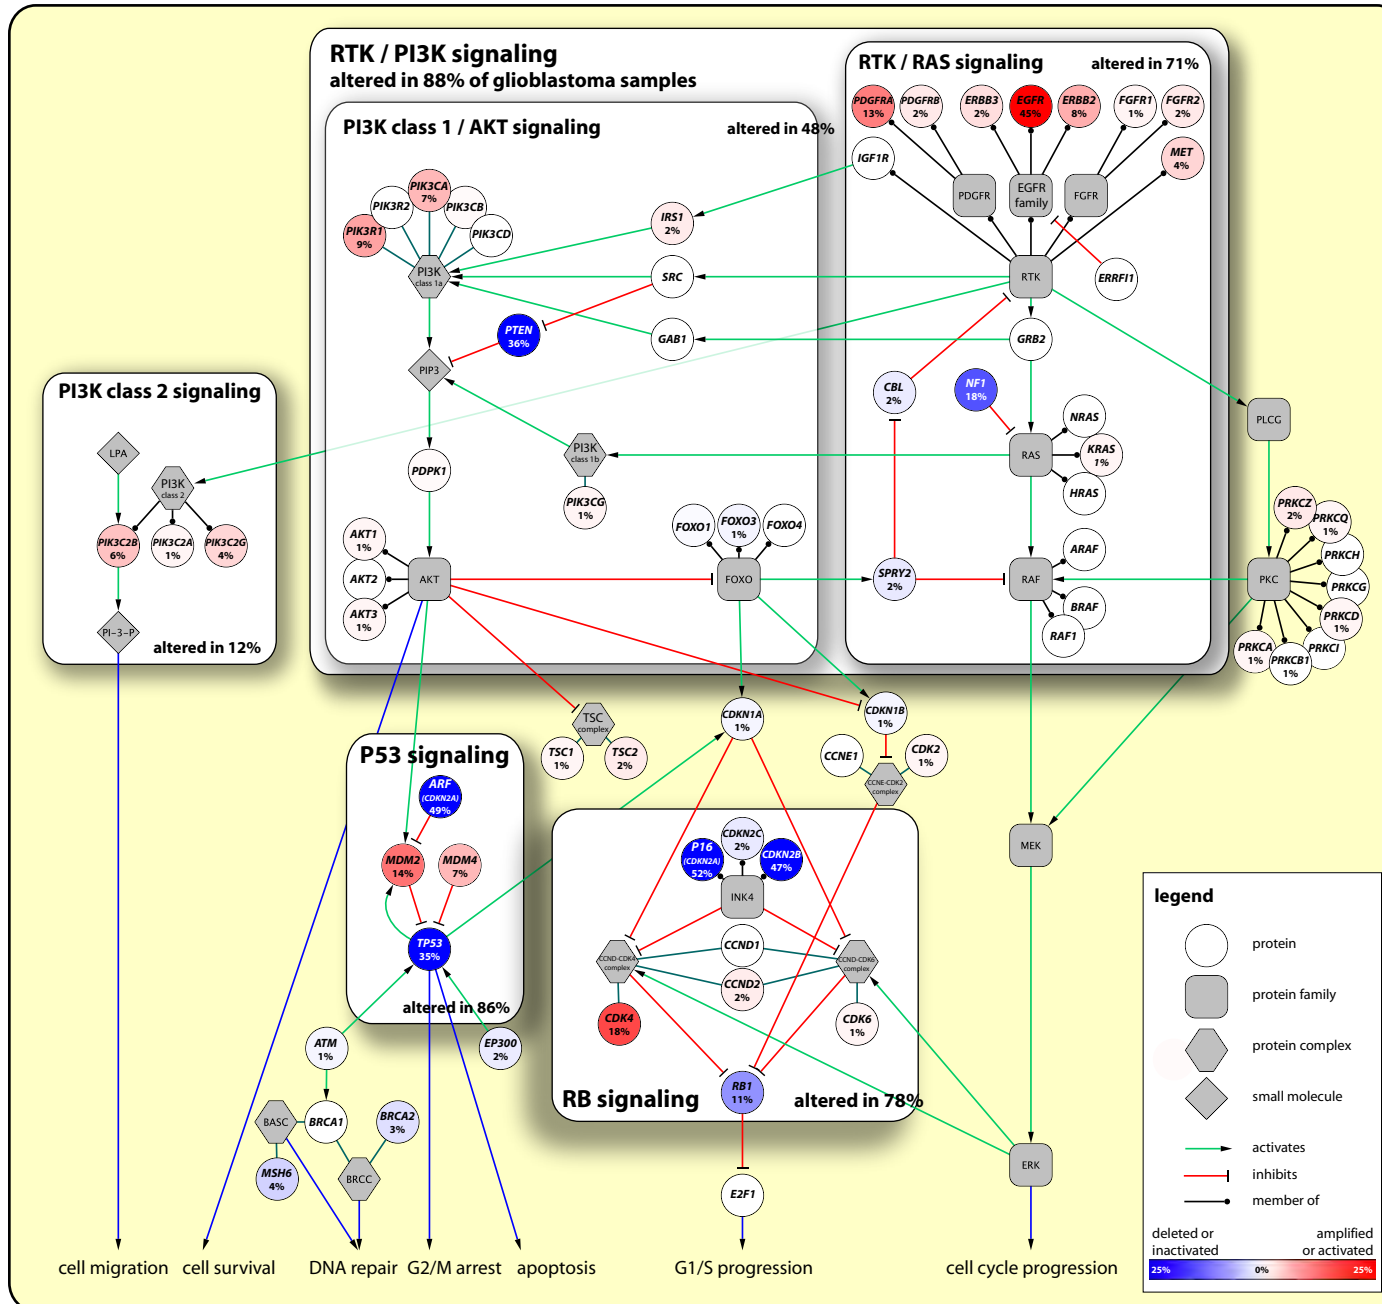 RTK / PI3K signaling
altered in 88% of glioblastoma samples
RTK / RAS signaling
altered in 71%
PDGFRA
13%
PDGFRB
2%
ERBB3
2%
EGFR
45%
ERBB2
8%
FGFR1
1%
FGFR2
2%
IGF1R
MET
4%
PDGFR
EGFR
family
FGFR
RTK
ERRFI1
GRB2
CBL
2%
NF1
18%
RAS
NRAS
KRAS
1%
HRAS
SPRY2
2%
RAF
ARAF
BRAF
RAF1
PI3K class 1 / AKT signaling
altered in 48%
PIK3CA
7%
PIK3R2
PIK3CB
PIK3R1
9%
PIK3CD
IRS1
2%
PI3K
class 1a
SRC
PTEN
36%
GAB1
PIP3
PDPK1
PI3K
class 1b
PIK3CG
1%
AKT1
1%
AKT2
AKT3
1%
AKT
FOXO1
FOXO3
1%
FOXO4
FOXO
PI3K class 2 signaling
LPA
PI3K
class 2
PIK3C2B
6%
PIK3C2A
1%
PIK3C2G
4%
PI-3-P
altered in 12%
PLCG
PRKCZ
2%
PRKCQ
1%
PRKCH
PRKCG
PKC
PRKCD
1%
PRKCI
PRKCB1
1%
PRKCA
1%
TSC
complex
TSC1
1%
TSC2
2%
CDKN1A
1%
CDKN1B
1%
CCNE1
CDK2
1%
CCNE-CDK2
complex
P53 signaling
ARF
(CDKN2A)
49%
MDM2
14%
MDM4
7%
TP53
35%
altered in 86%
ATM
1%
EP300
2%
BASC
BRCA1
BRCA2
3%
MSH6
4%
BRCC
P16
(CDKN2A)
52%
CDKN2C
2%
CDKN2B
47%
INK4
CCND1
CCND-CDK4
complex
CCND-CDK6
complex
CCND2
2%
CDK4
18%
CDK6
1%
RB1
11%
RB signaling
altered in 78%
E2F1
MEK
ERK
legend
protein
protein family
protein complex
small molecule
activates
inhibits
member of
deleted or
inactivated
amplified
or activated
25%
0%
25%
cell migration
cell survival
DNA repair
G2/M arrest
apoptosis
G1/S progression
cell cycle progression